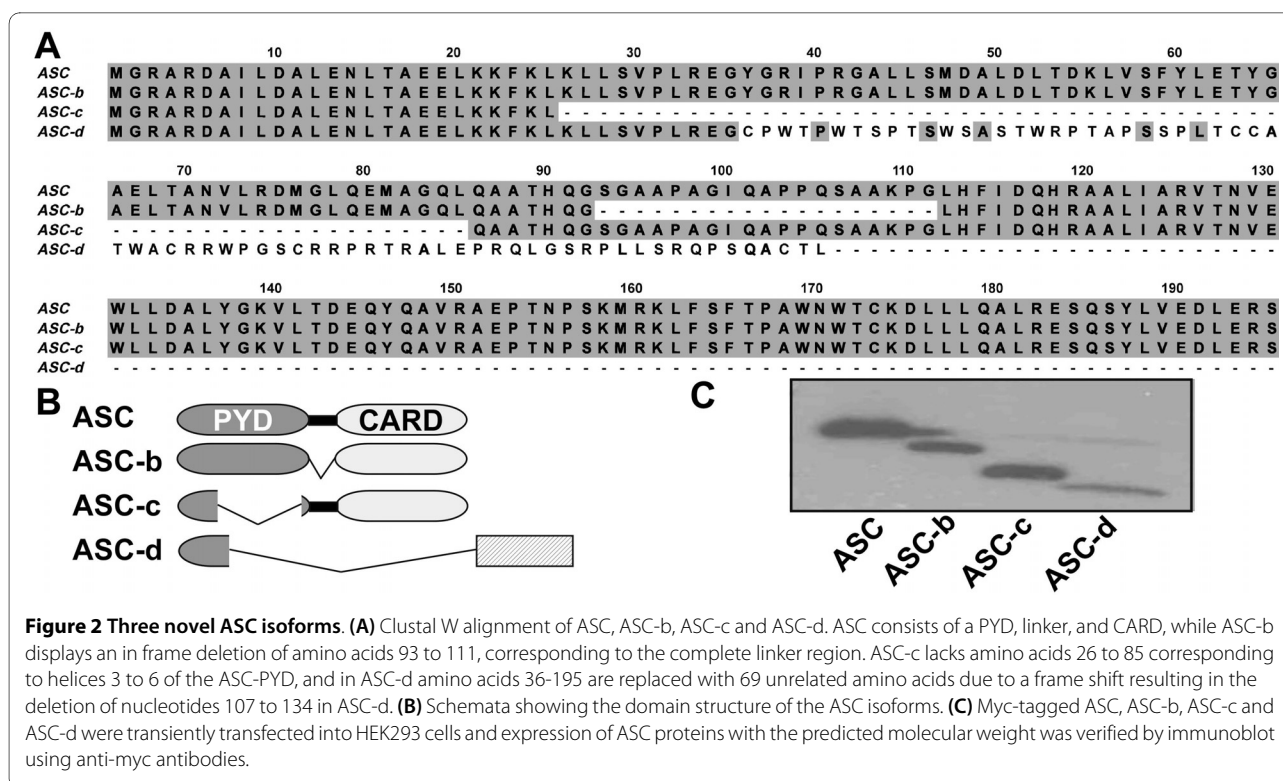 A
10 20 30 40 50 60
ASC M G R A R D A I L D A L E N L T A E E L K K F K L K L L S V P L R E G Y G R I P R G A L L S M D A L D L T D K L V S F Y L E T Y G
ASC-b M G R A R D A I L D A L E N L T A E E L K K F K L K L L S V P L R E G Y G R I P R G A L L S M D A L D L T D K L V S F Y L E T Y G
ASC-c M G R A R D A I L D A L E N L T A E E L K K F K L - - - - - - - - - - - - - - - - - - - - - - - - - - - - - - - - - - - - - - - -
ASC-d M G R A R D A I L D A L E N L T A E E L K K F K L K L L S V P L R E G C P W T P W T S P T S W S A S T W R P T A P S S P L T C C A
70 80 90 100 110 120 130
ASC A E L T A N V L R D M G L Q E M A G Q L Q A A T H Q G S G A A P A G I Q A P P Q S A A K P G L H F I D Q H R A A L I A R V T N V E
ASC-b A E L T A N V L R D M G L Q E M A G Q L Q A A T H Q G - - - - - - - - - - - - - - - - - - - L H F I D Q H R A A L I A R V T N V E
ASC-c - - - - - - - - - - - - - - - - - - - - Q A A T H Q G S G A A P A G I Q A P P Q S A A K P G L H F I D Q H R A A L I A R V T N V E
ASC-d T W A C R R W P G S C R R P R T R A L E P R Q L G S R P L L S R Q P S Q A C T L - - - - - - - - - - - - - - - - - - - - - - - - -
140 150 160 170 180 190
ASC W L L D A L Y G K V L T D E Q Y Q A V R A E P T N P S K M R K L F S F T P A W N W T C K D L L L Q A L R E S Q S Y L V E D L E R S
ASC-b W L L D A L Y G K V L T D E Q Y Q A V R A E P T N P S K M R K L F S F T P A W N W T C K D L L L Q A L R E S Q S Y L V E D L E R S
ASC-c W L L D A L Y G K V L T D E Q Y Q A V R A E P T N P S K M R K L F S F T P A W N W T C K D L L L Q A L R E S Q S Y L V E D L E R S
ASC-d - - - - - - - - - - - - - - - - - - - - - - - - - - - - - - - - - - - - - - - - - - - - - - - - - - - - - - - - - - - - - - - - -
B
ASC PYD CARD
ASC-b
ASC-c
ASC-d
C
ASC ASC-b ASC-c ASC-d
Figure 2 Three novel ASC isoforms. (A) Clustal W alignment of ASC, ASC-b, ASC-c and ASC-d. ASC consists of a PYD, linker, and CARD, while ASC-b
displays an in frame deletion of amino acids 93 to 111, corresponding to the complete linker region. ASC-c lacks amino acids 26 to 85 corresponding
to helices 3 to 6 of the ASC-PYD, and in ASC-d amino acids 36-195 are replaced with 69 unrelated amino acids due to a frame shift resulting in the
deletion of nucleotides 107 to 134 in ASC-d. (B) Schemata showing the domain structure of the ASC isoforms. (C) Myc-tagged ASC, ASC-b, ASC-c and
ASC-d were transiently transfected into HEK293 cells and expression of ASC proteins with the predicted molecular weight was verified by immunoblot
using anti-myc antibodies.